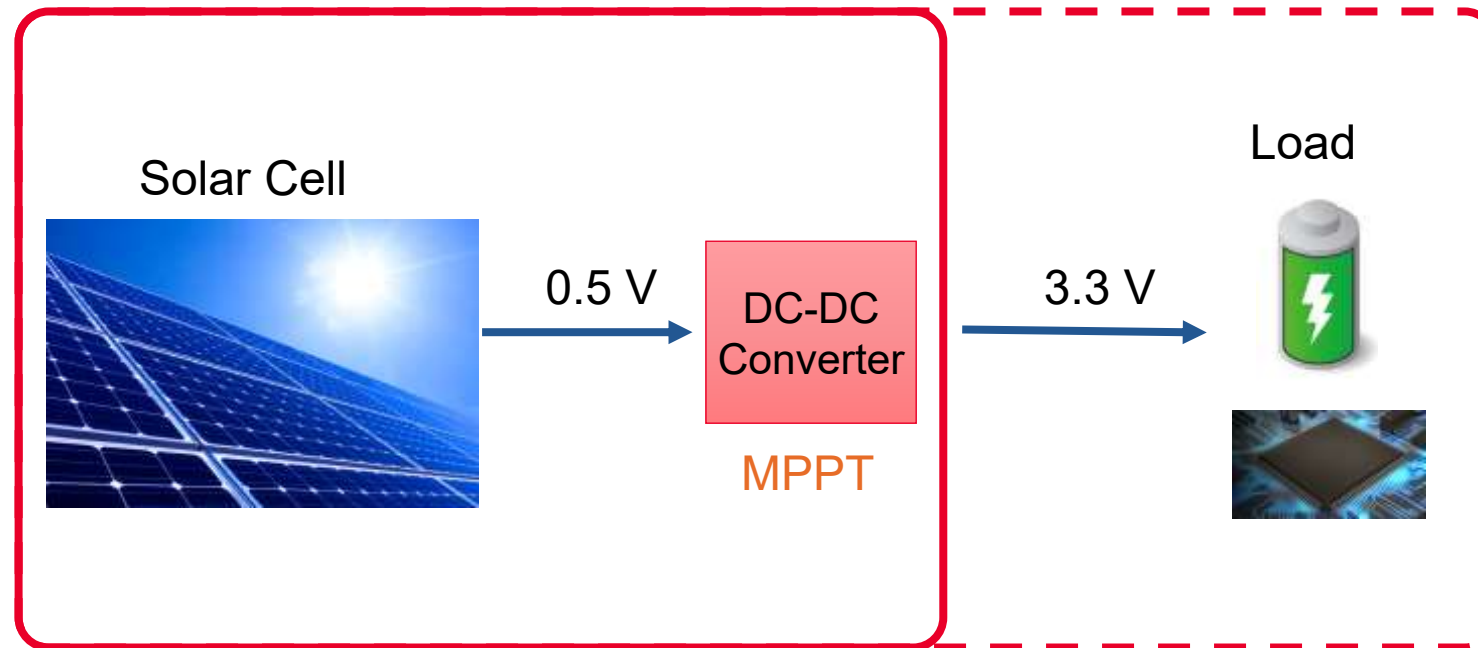 Solar Cell
0.5 V
DC-DC
Converter
MPPT
3.3 V
Load